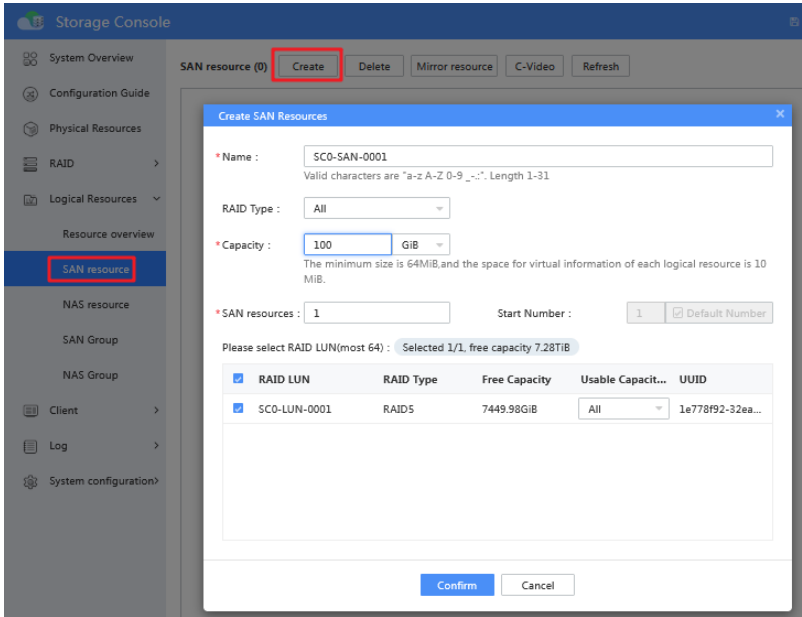 Storage Console
System Overview
Configuration Guide
Physical Resources
RAID
Logical Resources
Resource overview
SAN resource
NAS resource
SAN Group
NAS Group
Client
Log
System configuration
SAN resource (0) Create Delete Mirror resource C-Video Refresh
Create SAN Resources
* Name : SC0-SAN-0001
Valid characters are "a-z A-Z 0-9 _-.:". Length 1-31
RAID Type : All
* Capacity : 100 GiB
The minimum size is 64MiB,and the space for virtual information of each logical resource is 10
MiB.
* SAN resources : 1 Start Number : 1 Default Number
Please select RAID LUN(most 64) : Selected 1/1, free capacity 7.28TiB
RAID LUN RAID Type Free Capacity Usable Capacit... UUID
SC0-LUN-0001 RAID5 7449.98GiB All 1e778f92-32ea...
Confirm Cancel